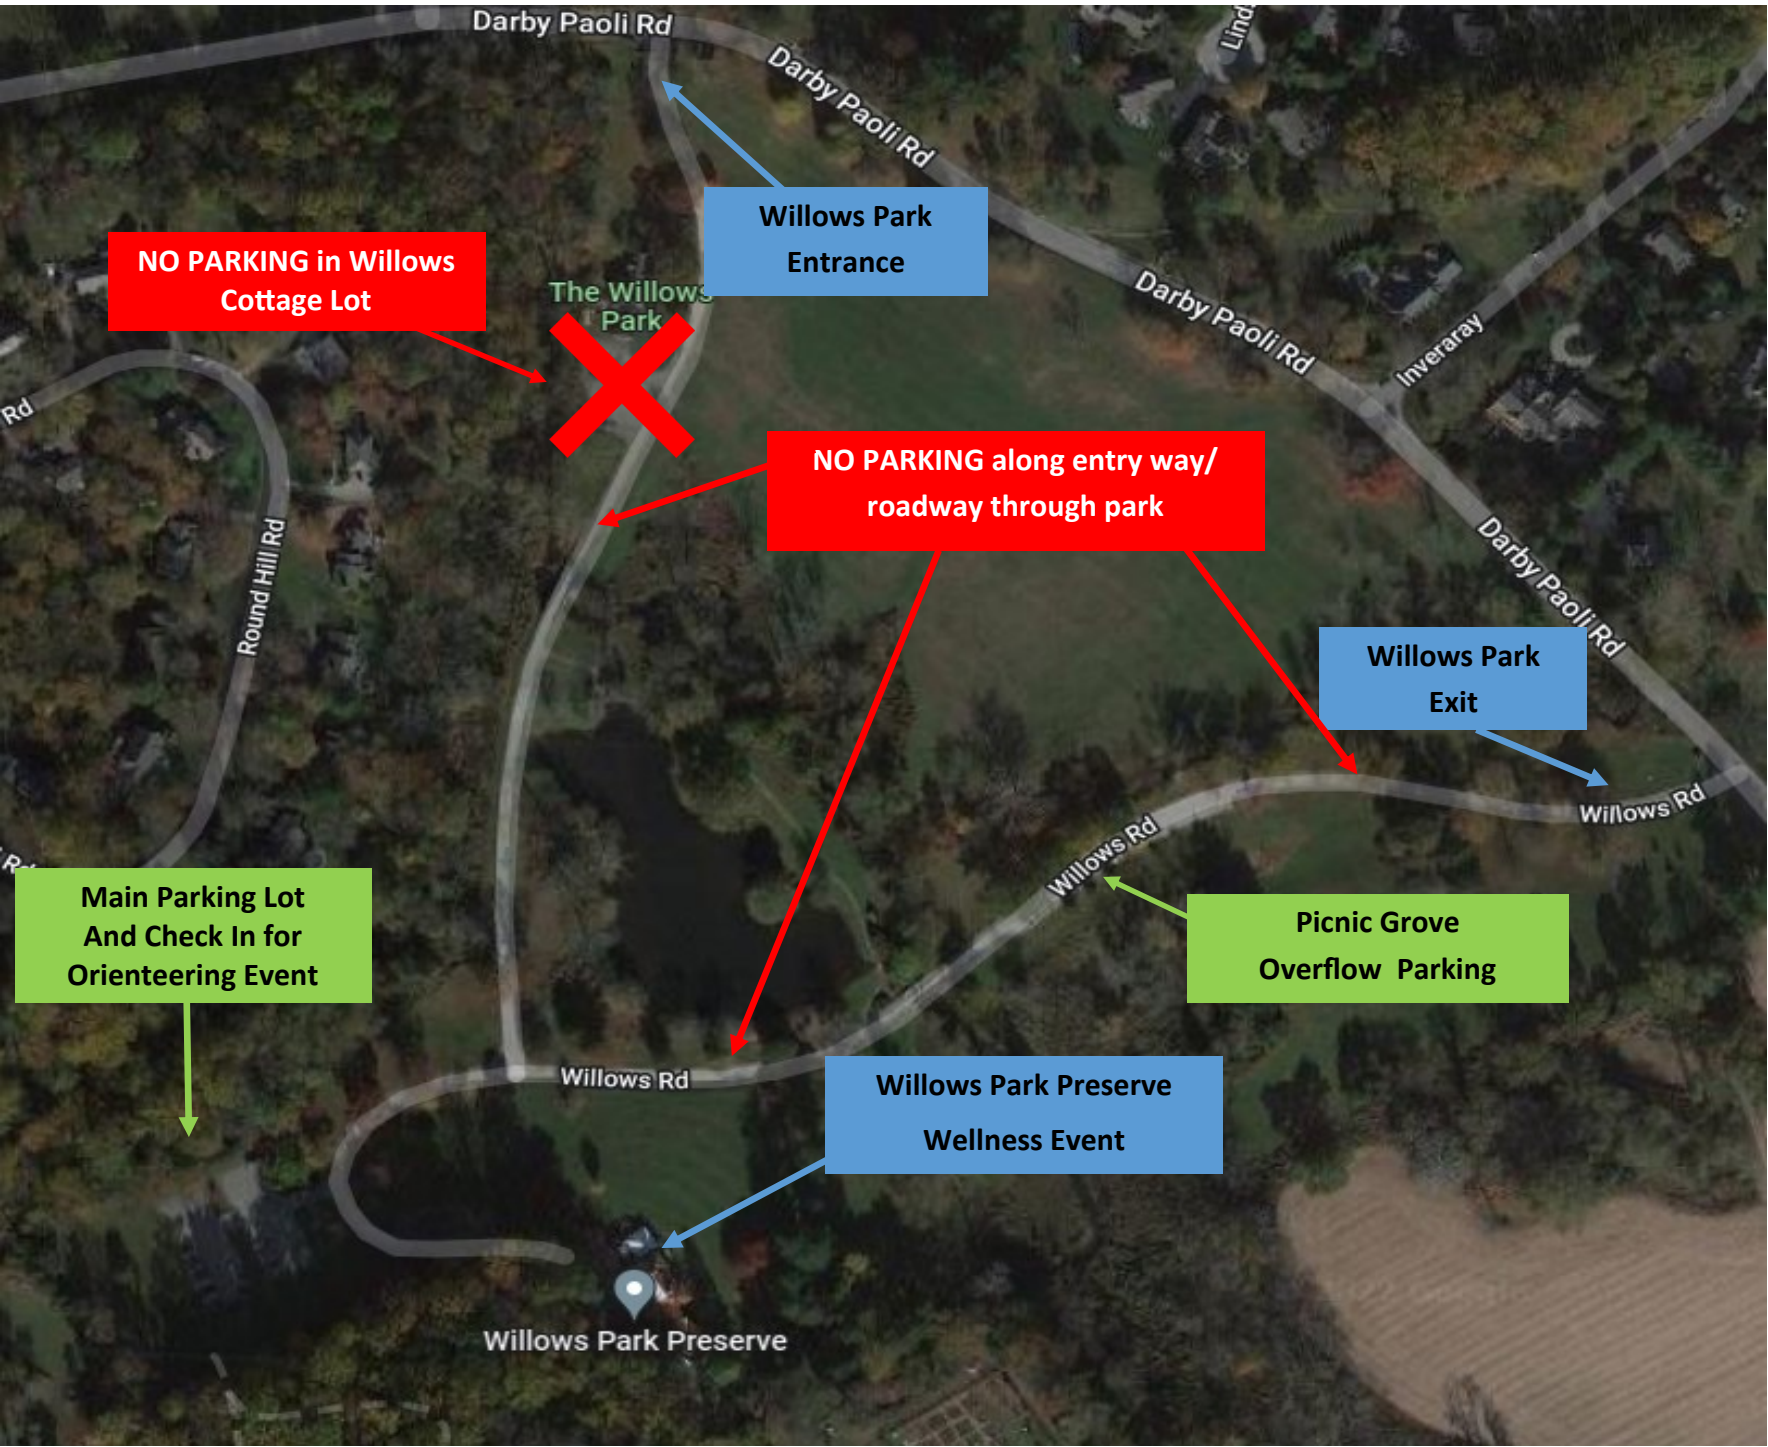 Darby Paoli Rd
Lind
Darby Paoli Rd
Willows Park
Entrance
NO PARKING in Willows
Cottage Lot
The Willows
Park
Darby Paoli Rd
Inveraray
Rd
NO PARKING along entry way/
roadway through park
Round Hill Rd
Darby Paoli Rd
Willows Park
Exit
Willows Rd
Willows Rd
Rd
Main Parking Lot
And Check In for
Orienteering Event
Picnic Grove
Overflow Parking
Willows Rd
Willows Park Preserve
Wellness Event
Willows Park Preserve